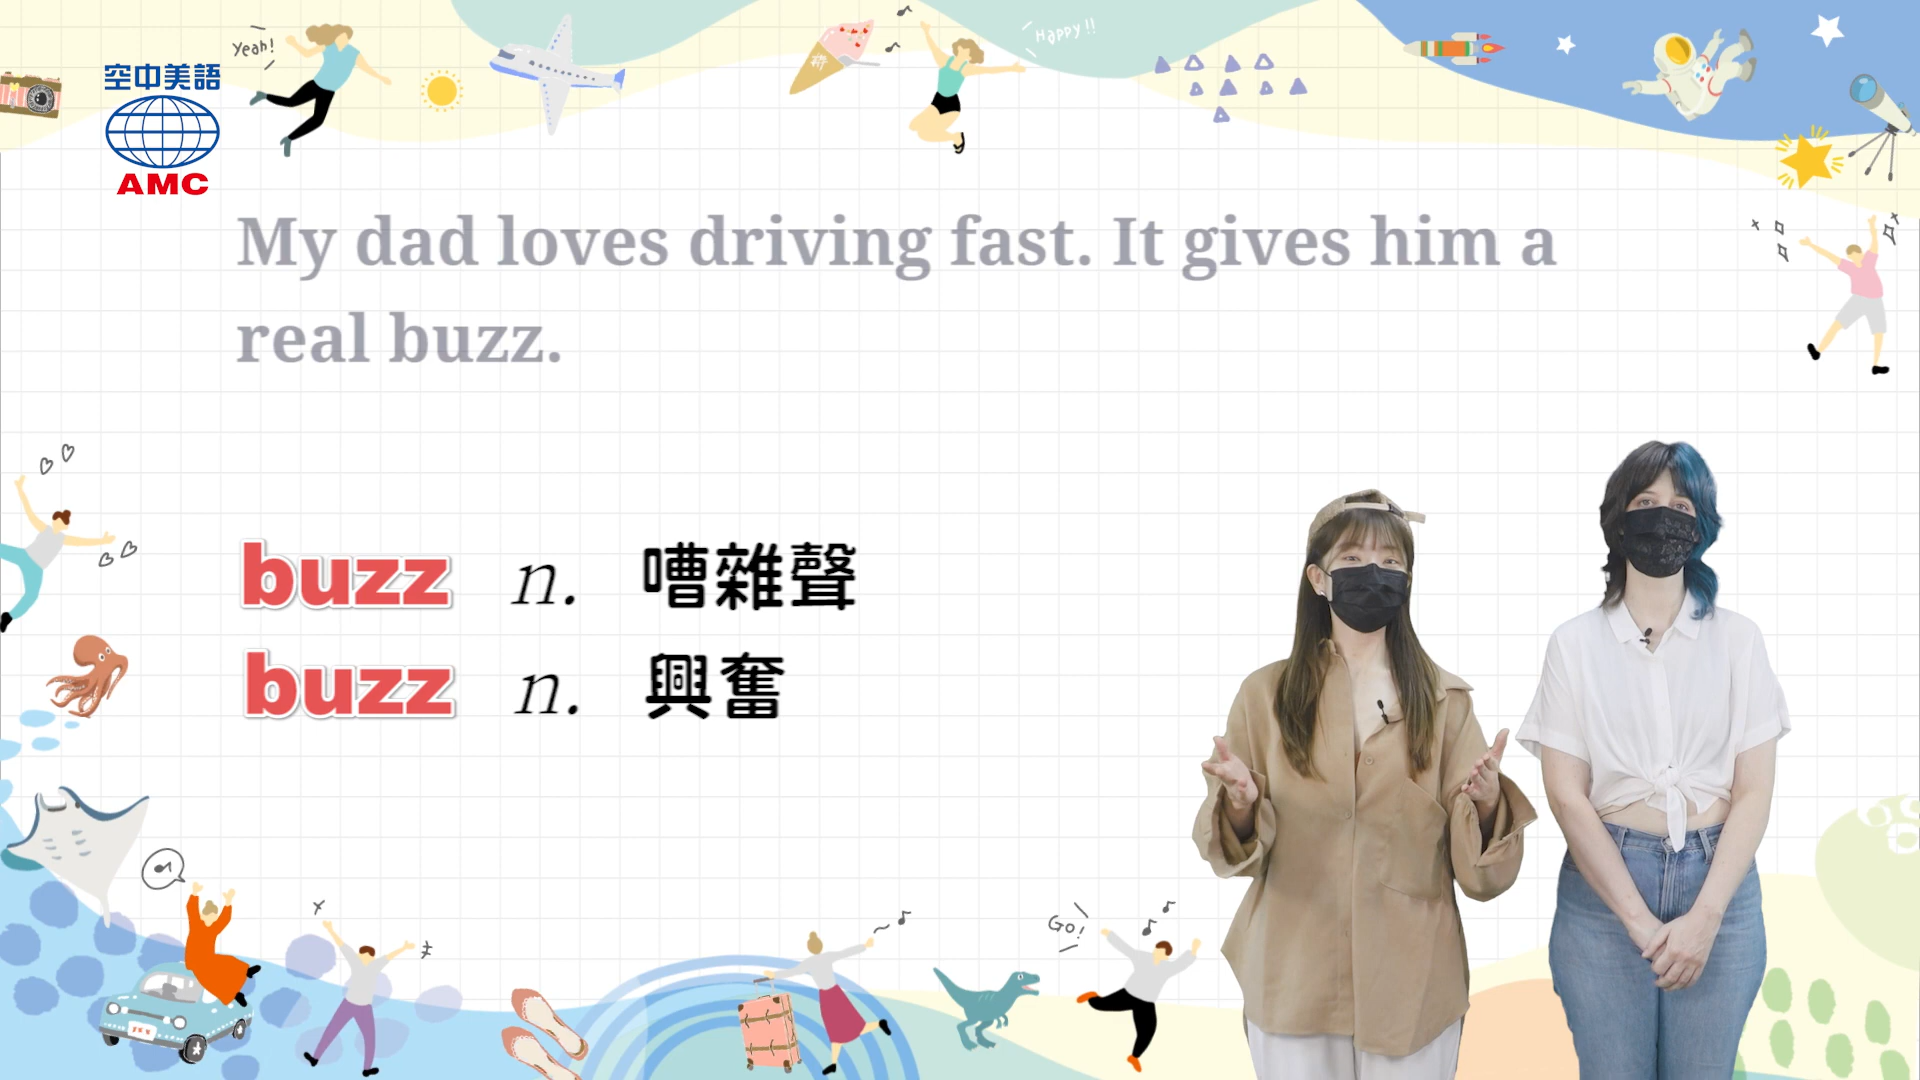 Yeah!
Happy!!
空中美語
AMC
My dad loves driving fast. It gives him a
real buzz.
buzz n. 嘈雜聲
buzz n. 興奮
Go!